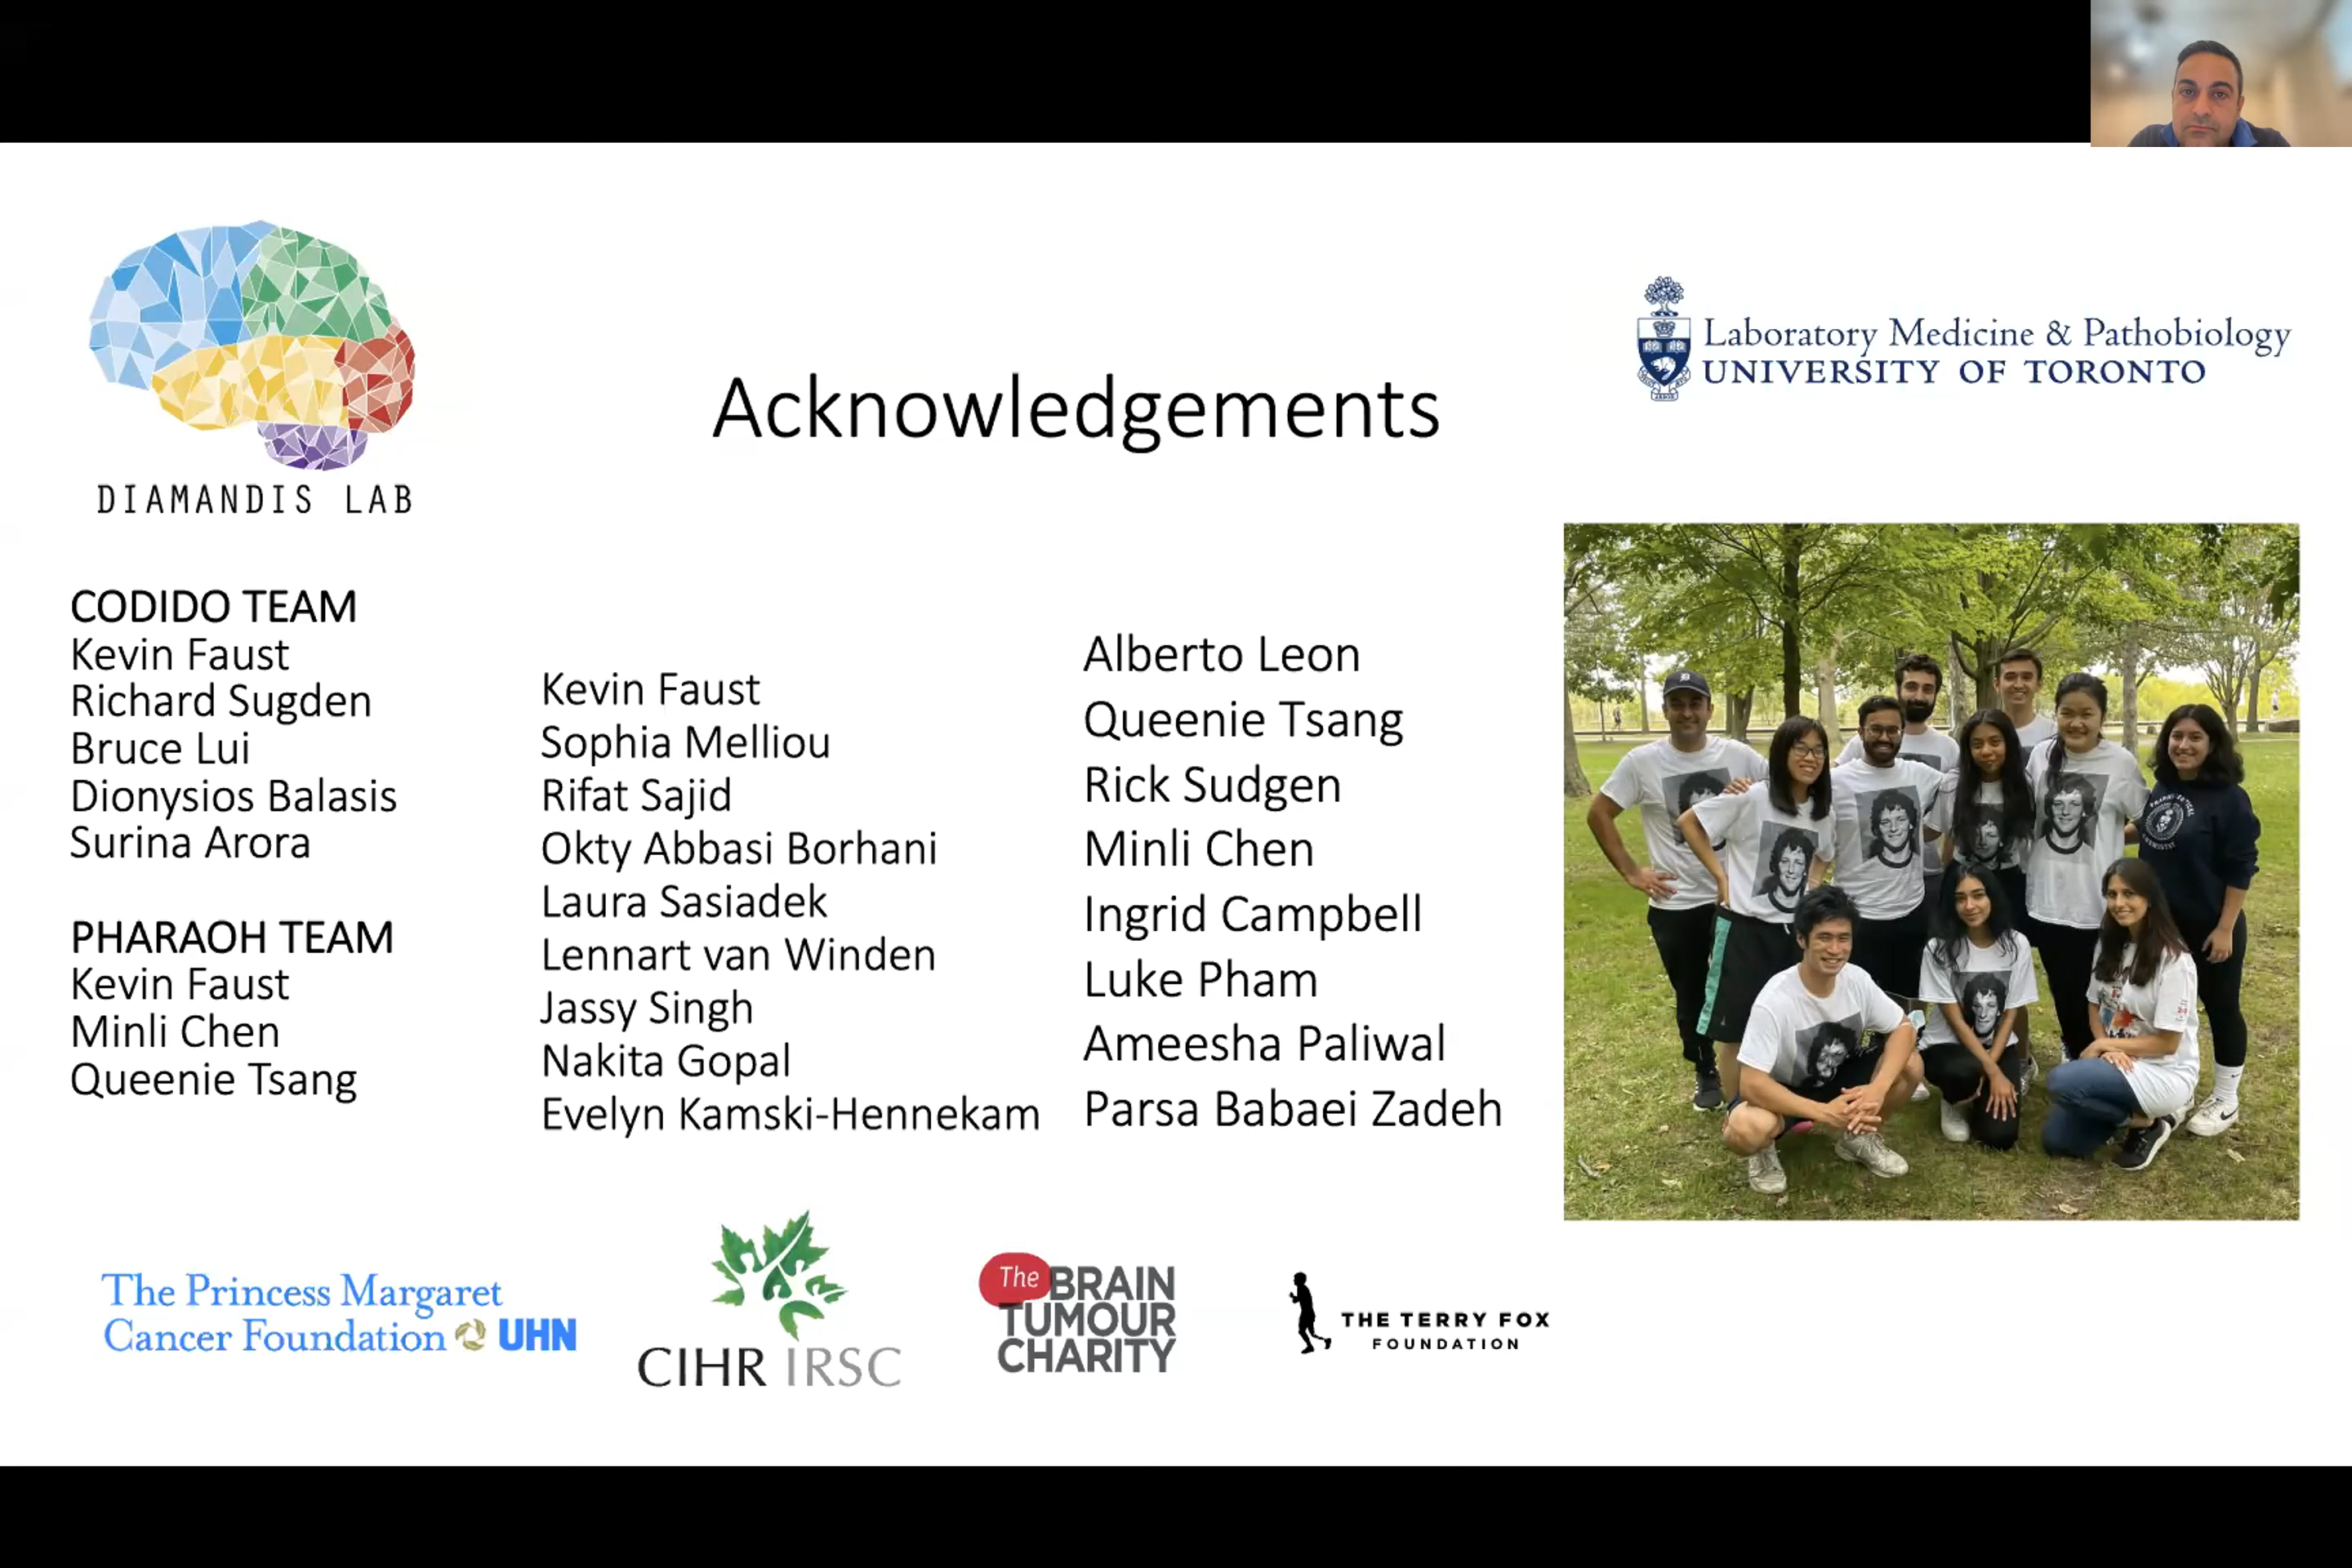 DIAMANDIS LAB
Acknowledgements
Laboratory Medicine & Pathobiology
UNIVERSITY OF TORONTO
CODIDO TEAM
Kevin Faust
Richard Sugden
Bruce Lui
Dionysios Balasis
Surina Arora
PHARAOH TEAM
Kevin Faust
Minli Chen
Queenie Tsang
Kevin Faust
Sophia Melliou
Rifat Sajid
Okty Abbasi Borhani
Laura Sasiadek
Lennart van Winden
Jassy Singh
Nakita Gopal
Evelyn Kamski-Hennekam
Alberto Leon
Queenie Tsang
Rick Sudgen
Minli Chen
Ingrid Campbell
Luke Pham
Ameesha Paliwal
Parsa Babaei Zadeh
The Princess Margaret
Cancer Foundation UHN
CIHR IRSC
The BRAIN
TUMOUR
CHARITY
THE TERRY FOX
FOUNDATION